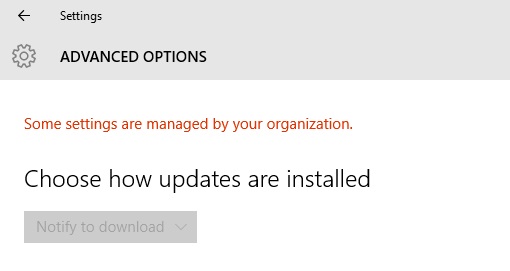 Settings
ADVANCED OPTIONS
Some settings are managed by your organization.
Choose how updates are installed
Notify to download